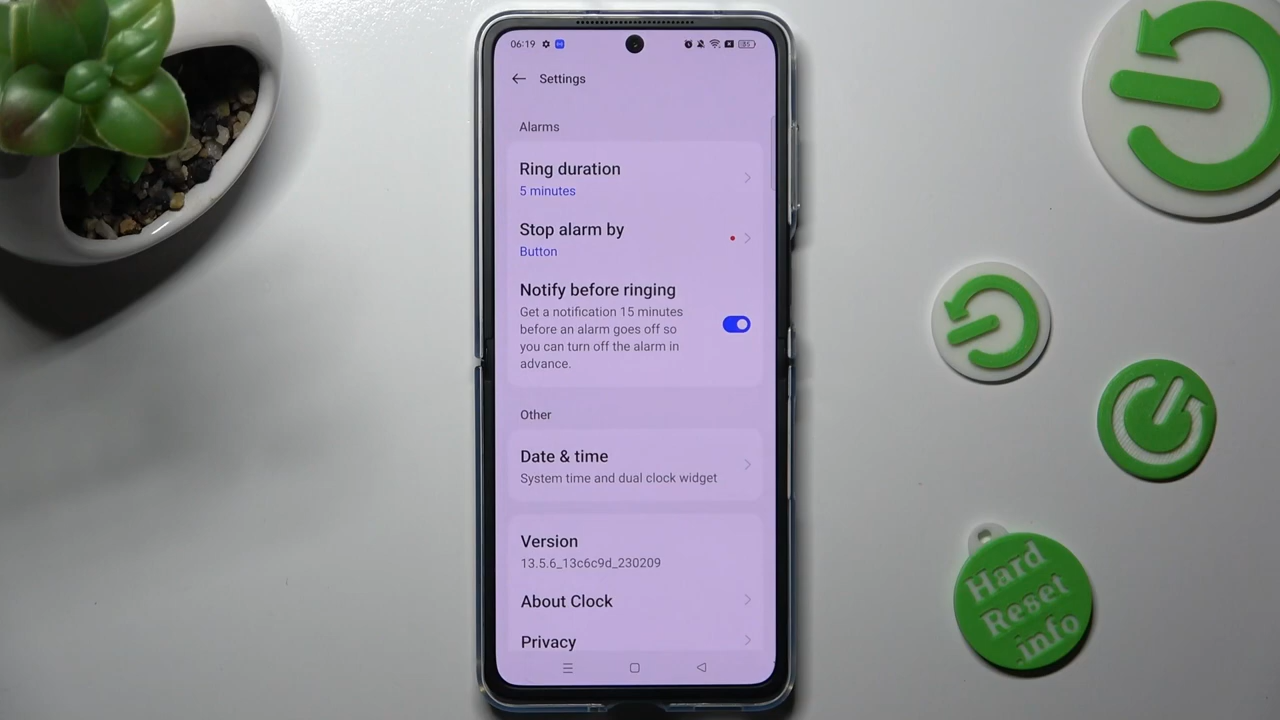 06:19
85
Settings
Alarms
Ring duration
5 minutes
Stop alarm by
Button
Notify before ringing
Get a notification 15 minutes
before an alarm goes off so
you can turn off the alarm in
advance.
Other
Date & time
System time and dual clock widget
Version
13.5.6_13c6c9d_230209
About Clock
Privacy
Hard
Reset
info